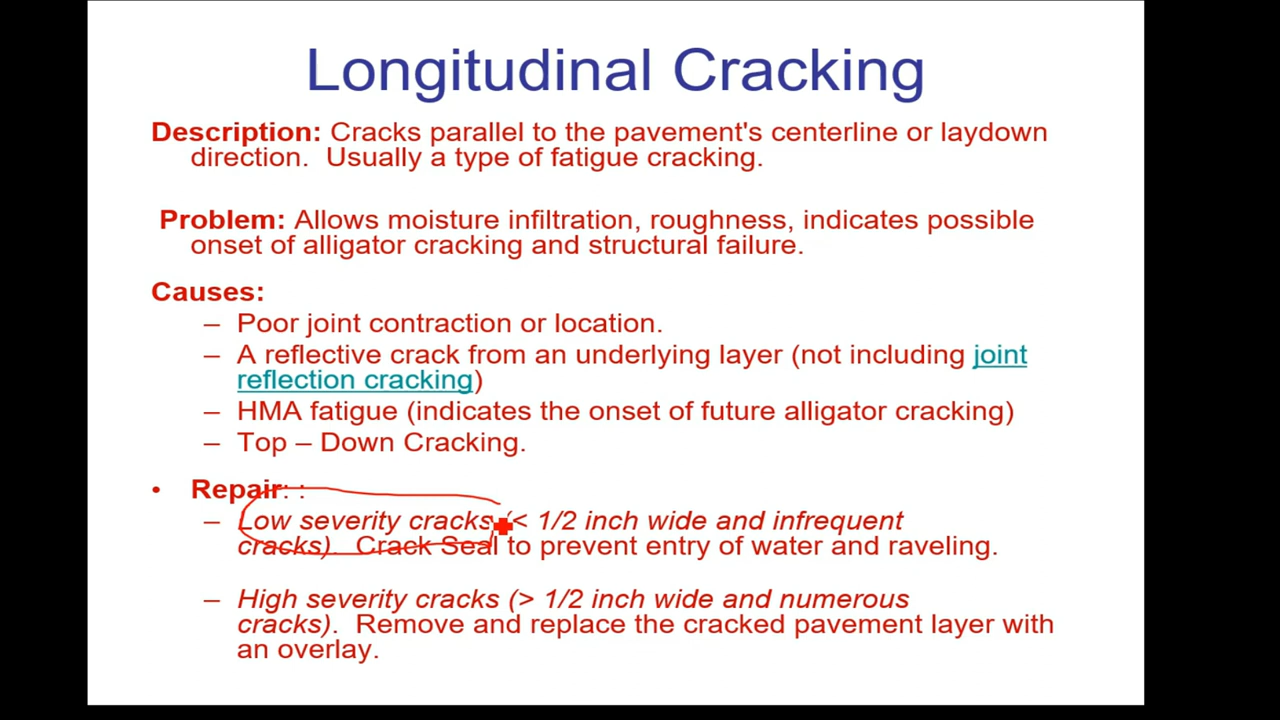 Longitudinal Cracking
Description: Cracks parallel to the pavement's centerline or laydown
direction. Usually a type of fatigue cracking.
Problem: Allows moisture infiltration, roughness, indicates possible
onset of alligator cracking and structural failure.
Causes:
– Poor joint contraction or location.
– A reflective crack from an underlying layer (not including joint
reflection cracking)
– HMA fatigue (indicates the onset of future alligator cracking)
– Top – Down Cracking.
• Repair: :
– Low severity cracks (< 1/2 inch wide and infrequent
cracks). Crack Seal to prevent entry of water and raveling.
– High severity cracks (> 1/2 inch wide and numerous
cracks). Remove and replace the cracked pavement layer with
an overlay.